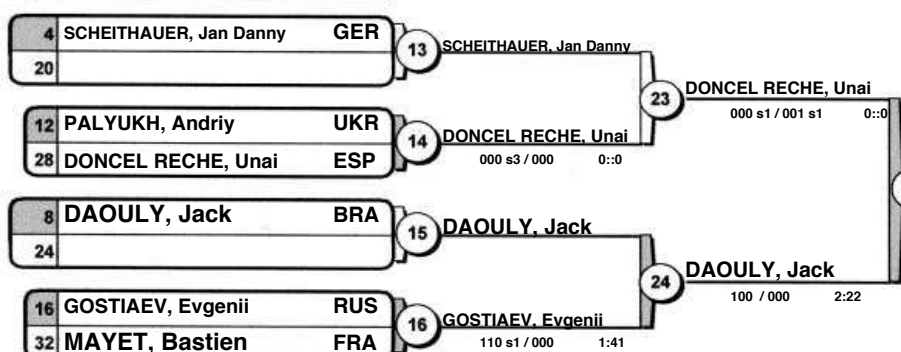 4 SCHEITHAUER, Jan Danny GER
20
13 SCHEITHAUER, Jan Danny
23 DONCEL RECHE, Unai
000 s1 / 001 s1 0::0
12 PALYUKH, Andriy UKR
28 DONCEL RECHE, Unai ESP
14 DONCEL RECHE, Unai
000 s3 / 000 0::0
8 DAOULY, Jack BRA
24
15 DAOULY, Jack
24 DAOULY, Jack
100 / 000 2:22
16 GOSTIAEV, Evgenii RUS
32 MAYET, Bastien FRA
16 GOSTIAEV, Evgenii
110 s1 / 000 1:41